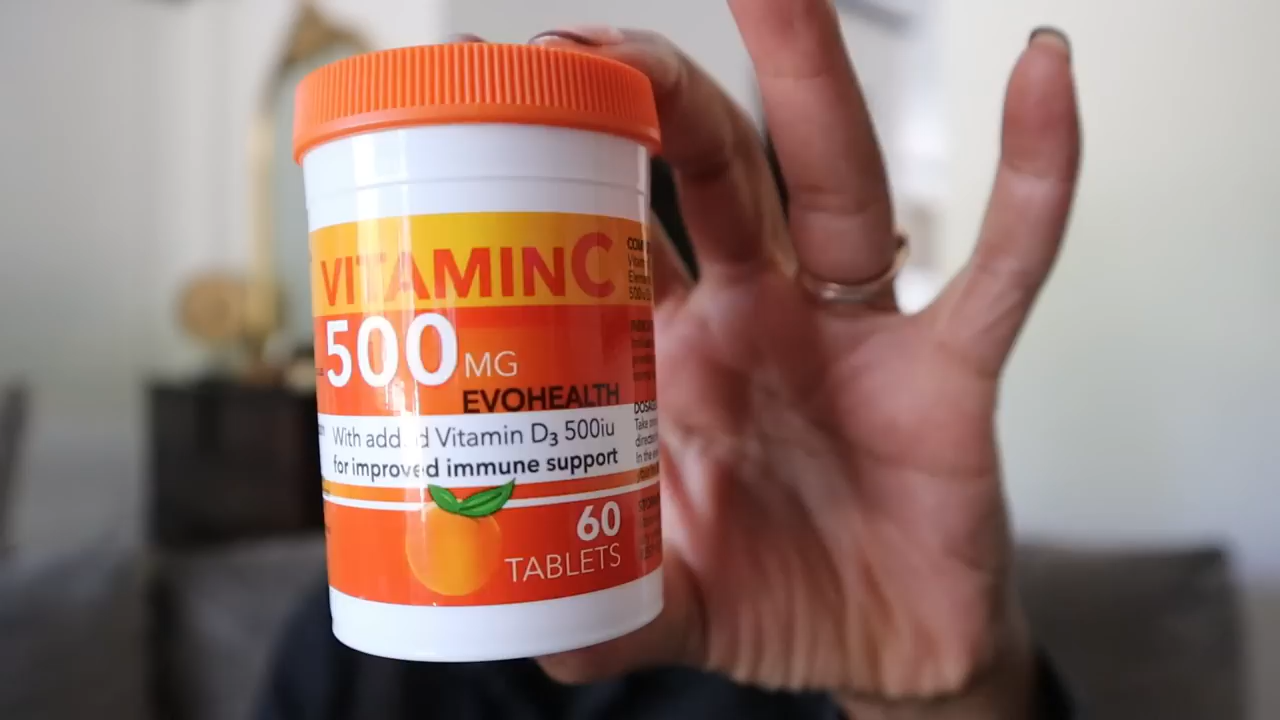 VITAMIN C
500 MG
EVOHEALTH
With added Vitamin D₃ 500iu
for improved immune support
60
TABLETS